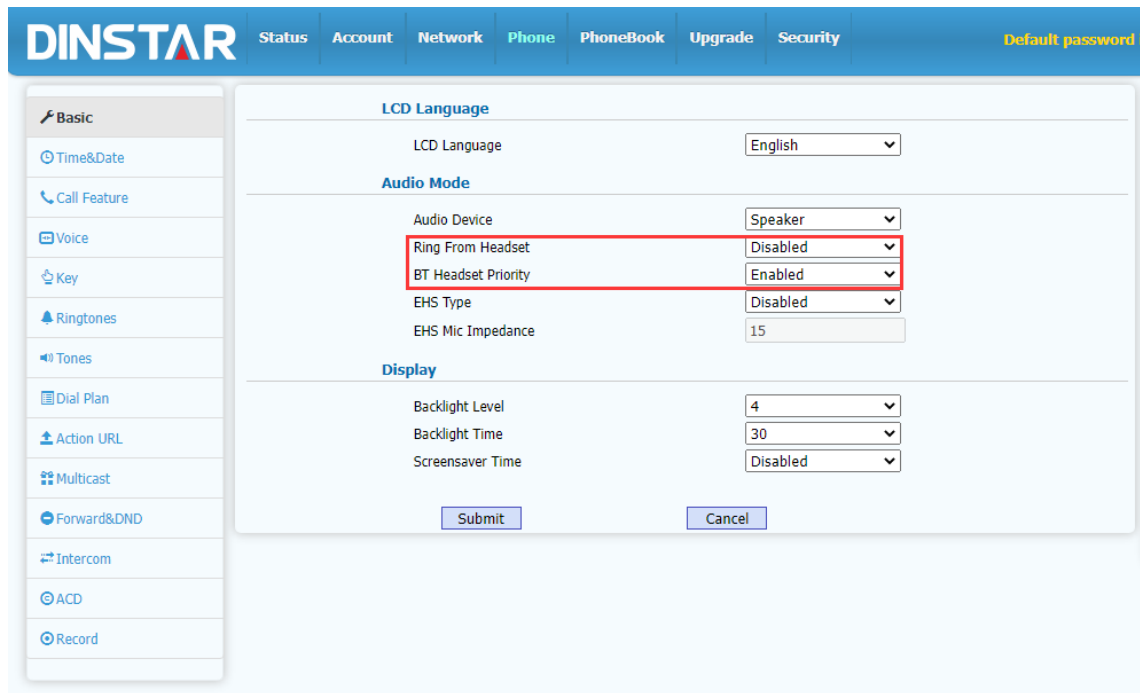 DINSTAR Status Account Network Phone PhoneBook Upgrade Security Default password
Basic
Time&Date
Call Feature
Voice
Key
Ringtones
Tones
Dial Plan
Action URL
Multicast
Forward&DND
Intercom
ACD
Record
LCD Language
LCD Language English
Audio Mode
Audio Device Speaker
Ring From Headset Disabled
BT Headset Priority Enabled
EHS Type Disabled
EHS Mic Impedance 15
Display
Backlight Level 4
Backlight Time 30
Screensaver Time Disabled
Submit Cancel